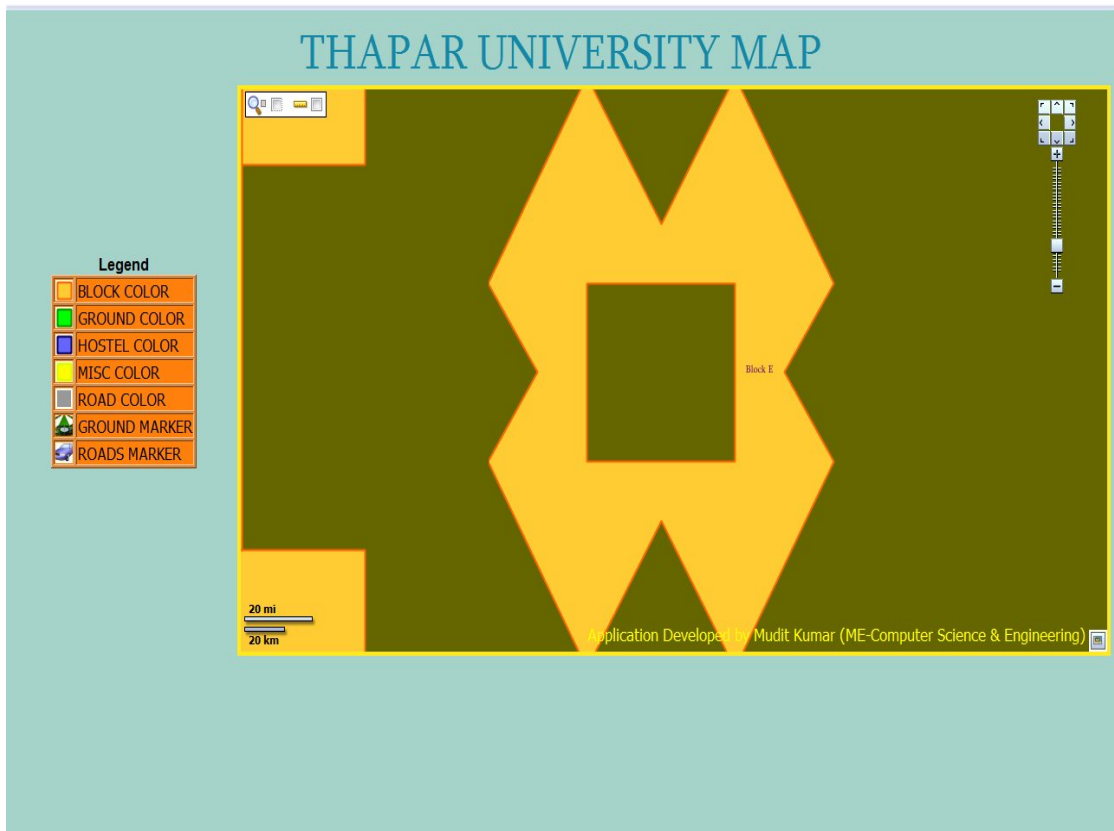 THAPAR UNIVERSITY MAP
Legend
BLOCK COLOR
GROUND COLOR
HOSTEL COLOR
MISC COLOR
ROAD COLOR
GROUND MARKER
ROADS MARKER
Block E
20 mi
20 km
Application Developed by Mudit Kumar (ME-Computer Science & Engineering)